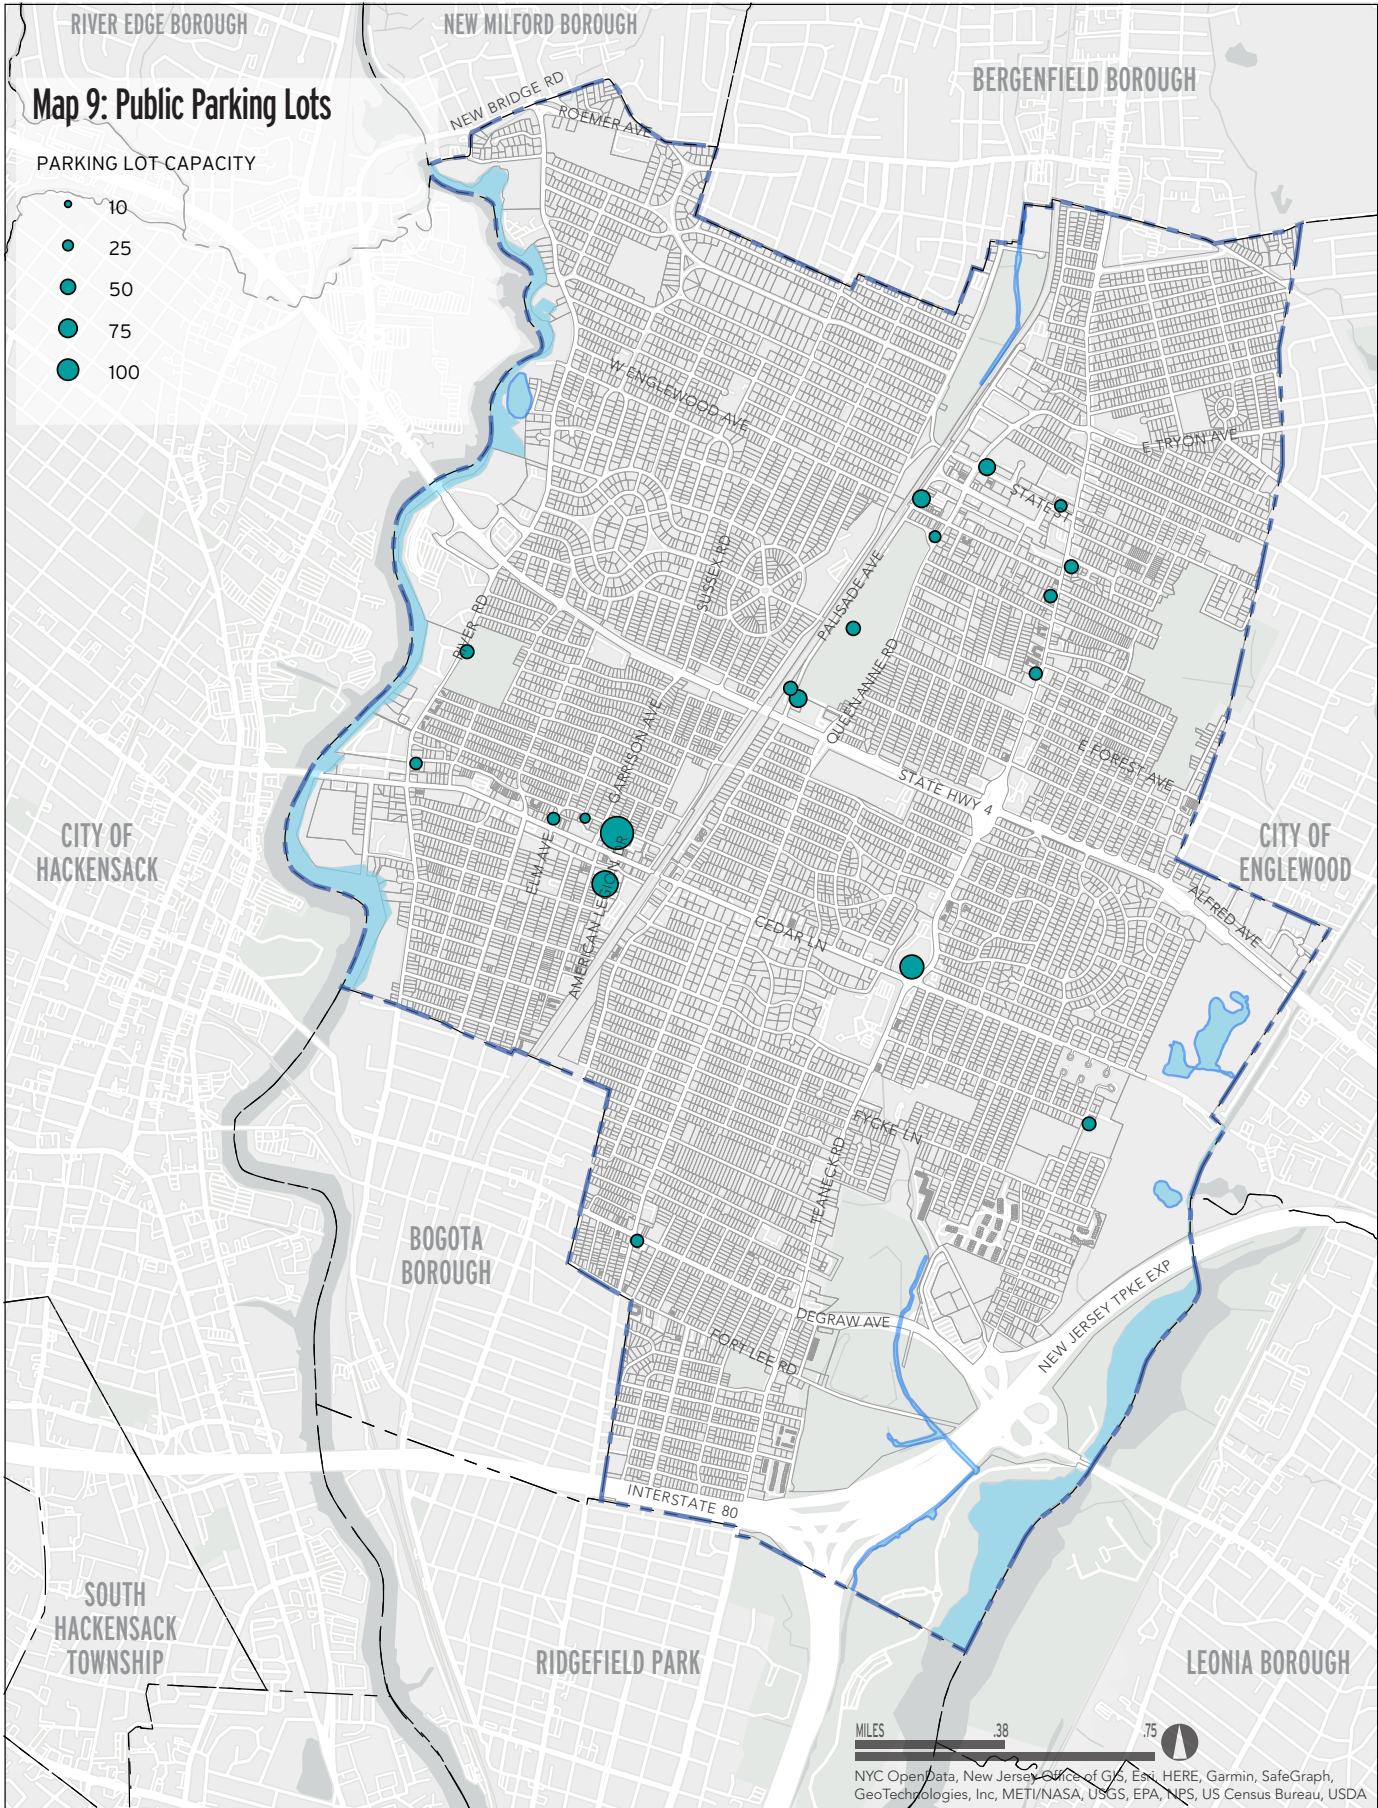 RIVER EDGE BOROUGH
NEW MILFORD BOROUGH
BERGENFIELD BOROUGH
Map 9: Public Parking Lots
PARKING LOT CAPACITY
10
25
50
75
100
NEW BRIDGE RD
ROEMER AVE
W ENGLEWOOD AVE
E TRYON AVE
STATE ST
SUSSEX RD
PALISADE AVE
RIVER RD
QUEEN ANNE RD
GARRISON AVE
E FOREST AVE
STATE HWY 4
CITY OF
HACKENSACK
CITY OF
ENGLEWOOD
ELM AVE
AMERICAN LEGION DR
ALFRED AVE
CEDAR LN
FYCKE LN
TEANECK RD
BOGOTA
BOROUGH
NEW JERSEY TPKE EXP
DEGRAW AVE
FORT LEE RD
INTERSTATE 80
SOUTH
HACKENSACK
TOWNSHIP
RIDGEFIELD PARK
LEONIA BOROUGH
MILES .38 .75
NYC OpenData, New Jersey Office of GIS, Esri, HERE, Garmin, SafeGraph,
GeoTechnologies, Inc, METI/NASA, USGS, EPA, NPS, US Census Bureau, USDA